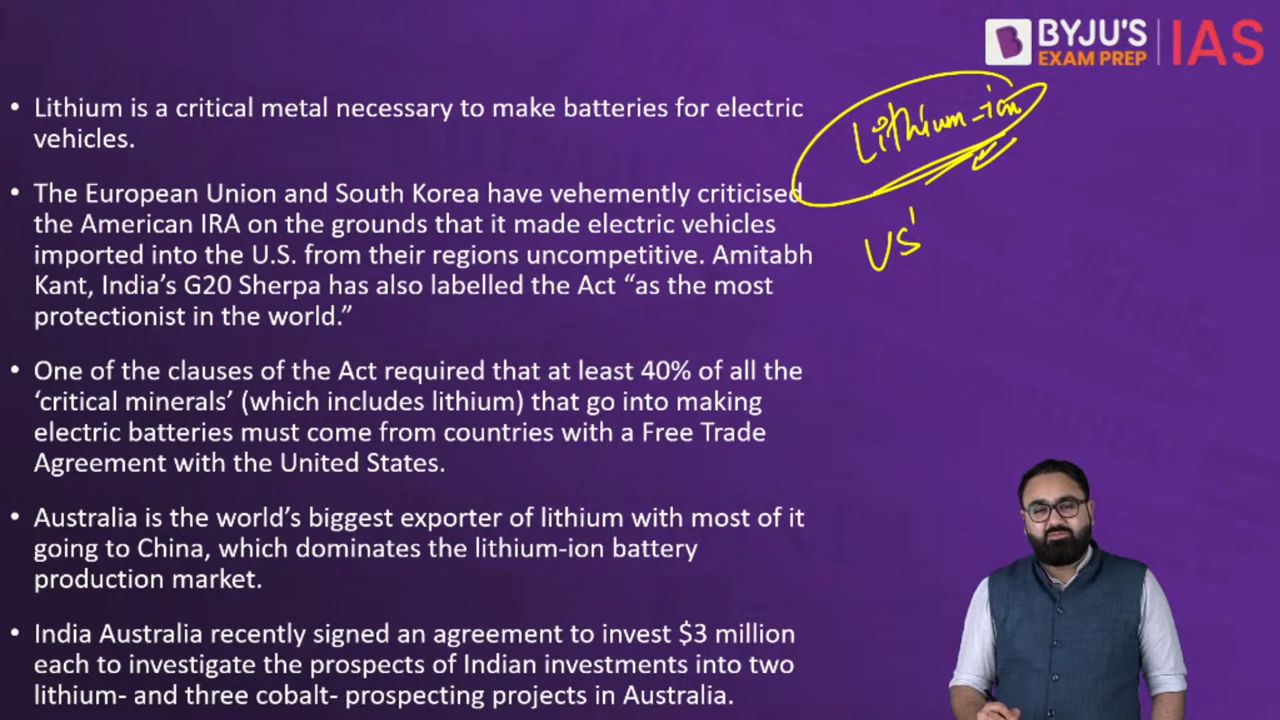 BYJU'S
EXAM PREP
IAS
• Lithium is a critical metal necessary to make batteries for electric
vehicles.
• The European Union and South Korea have vehemently criticised
the American IRA on the grounds that it made electric vehicles
imported into the U.S. from their regions uncompetitive. Amitabh
Kant, India’s G20 Sherpa has also labelled the Act “as the most
protectionist in the world.”
• One of the clauses of the Act required that at least 40% of all the
‘critical minerals’ (which includes lithium) that go into making
electric batteries must come from countries with a Free Trade
Agreement with the United States.
• Australia is the world’s biggest exporter of lithium with most of it
going to China, which dominates the lithium-ion battery
production market.
• India Australia recently signed an agreement to invest $3 million
each to investigate the prospects of Indian investments into two
lithium- and three cobalt- prospecting projects in Australia.
Lithium-ion
US'